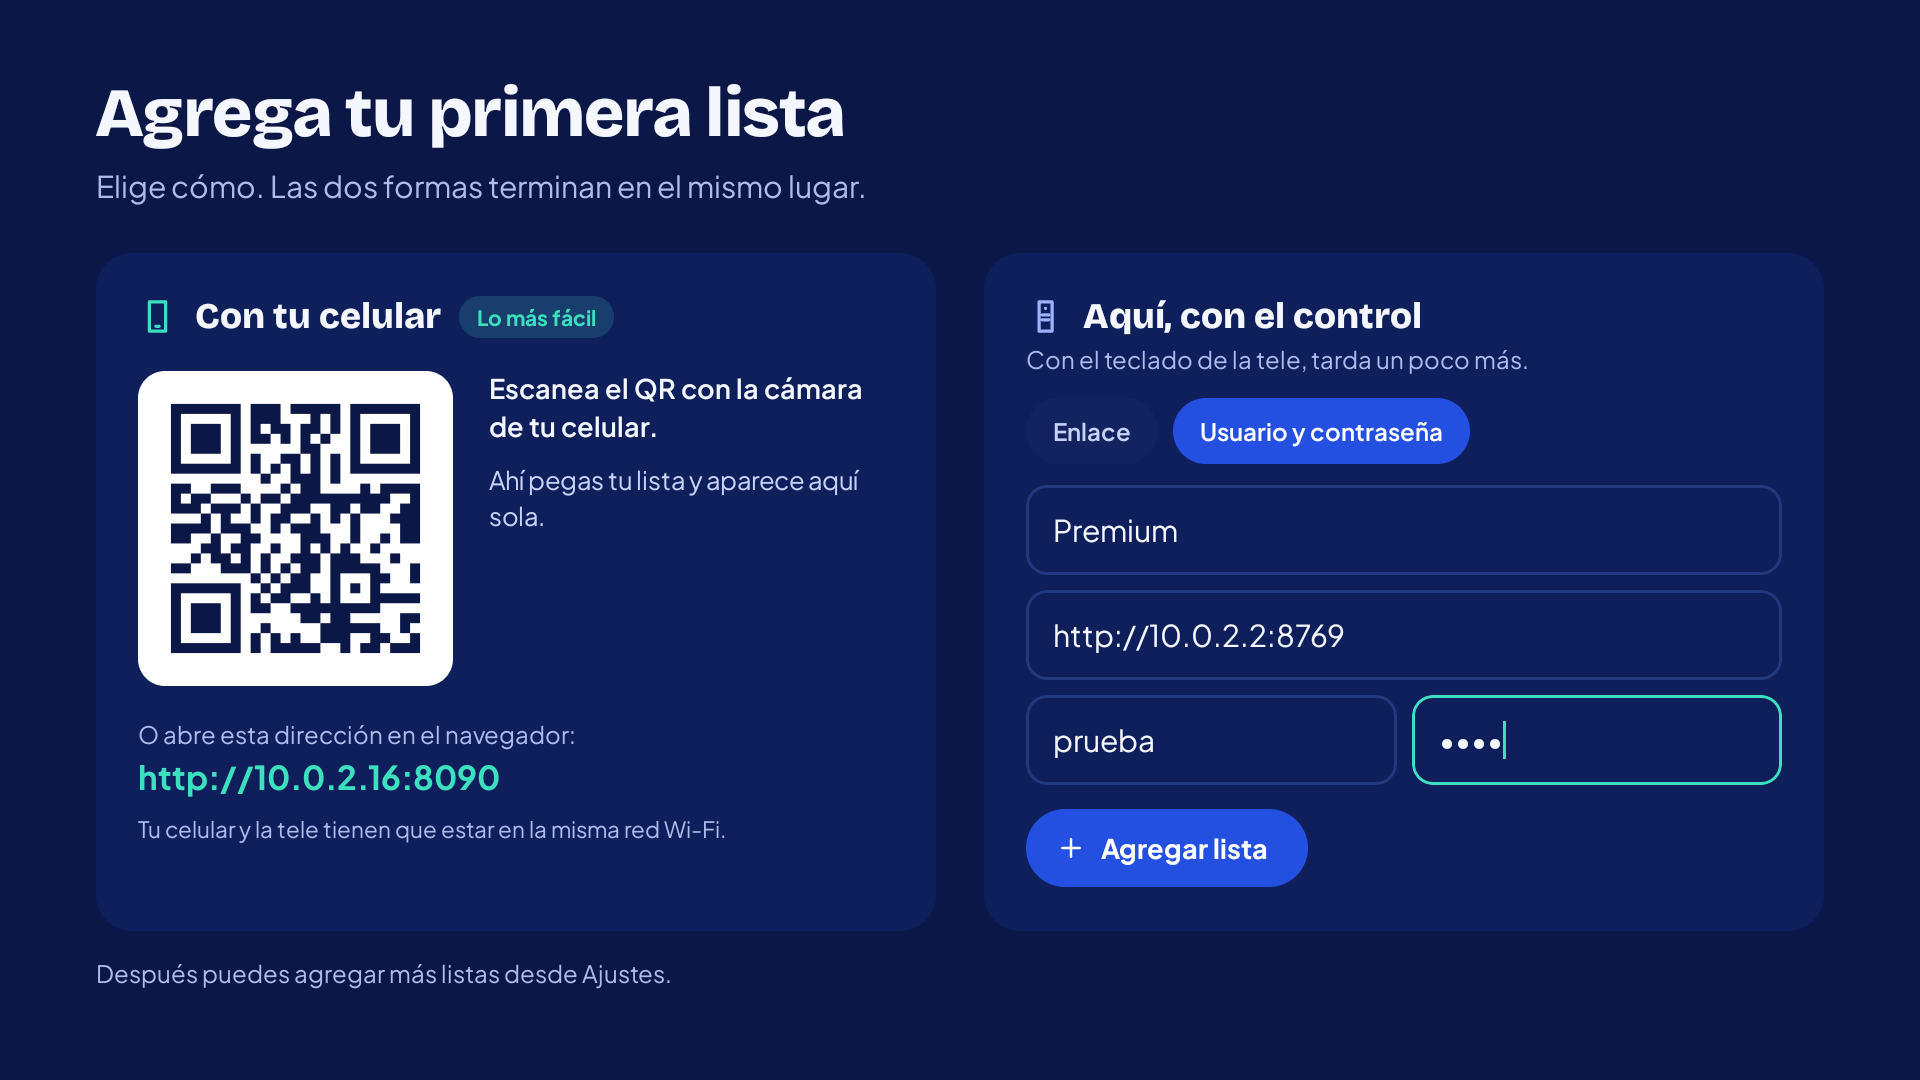 Agrega tu primera lista
Elige cómo. Las dos formas terminan en el mismo lugar.
Con tu celular
Lo más fácil
Escanea el QR con la cámara
de tu celular.
Ahí pegas tu lista y aparece aquí
sola.
O abre esta dirección en el navegador:
http://10.0.2.16:8090
Tu celular y la tele tienen que estar en la misma red Wi-Fi.
Aquí, con el control
Con el teclado de la tele, tarda un poco más.
Enlace
Usuario y contraseña
Premium
http://10.0.2.2:8769
prueba
••••
+ Agregar lista
Después puedes agregar más listas desde Ajustes.